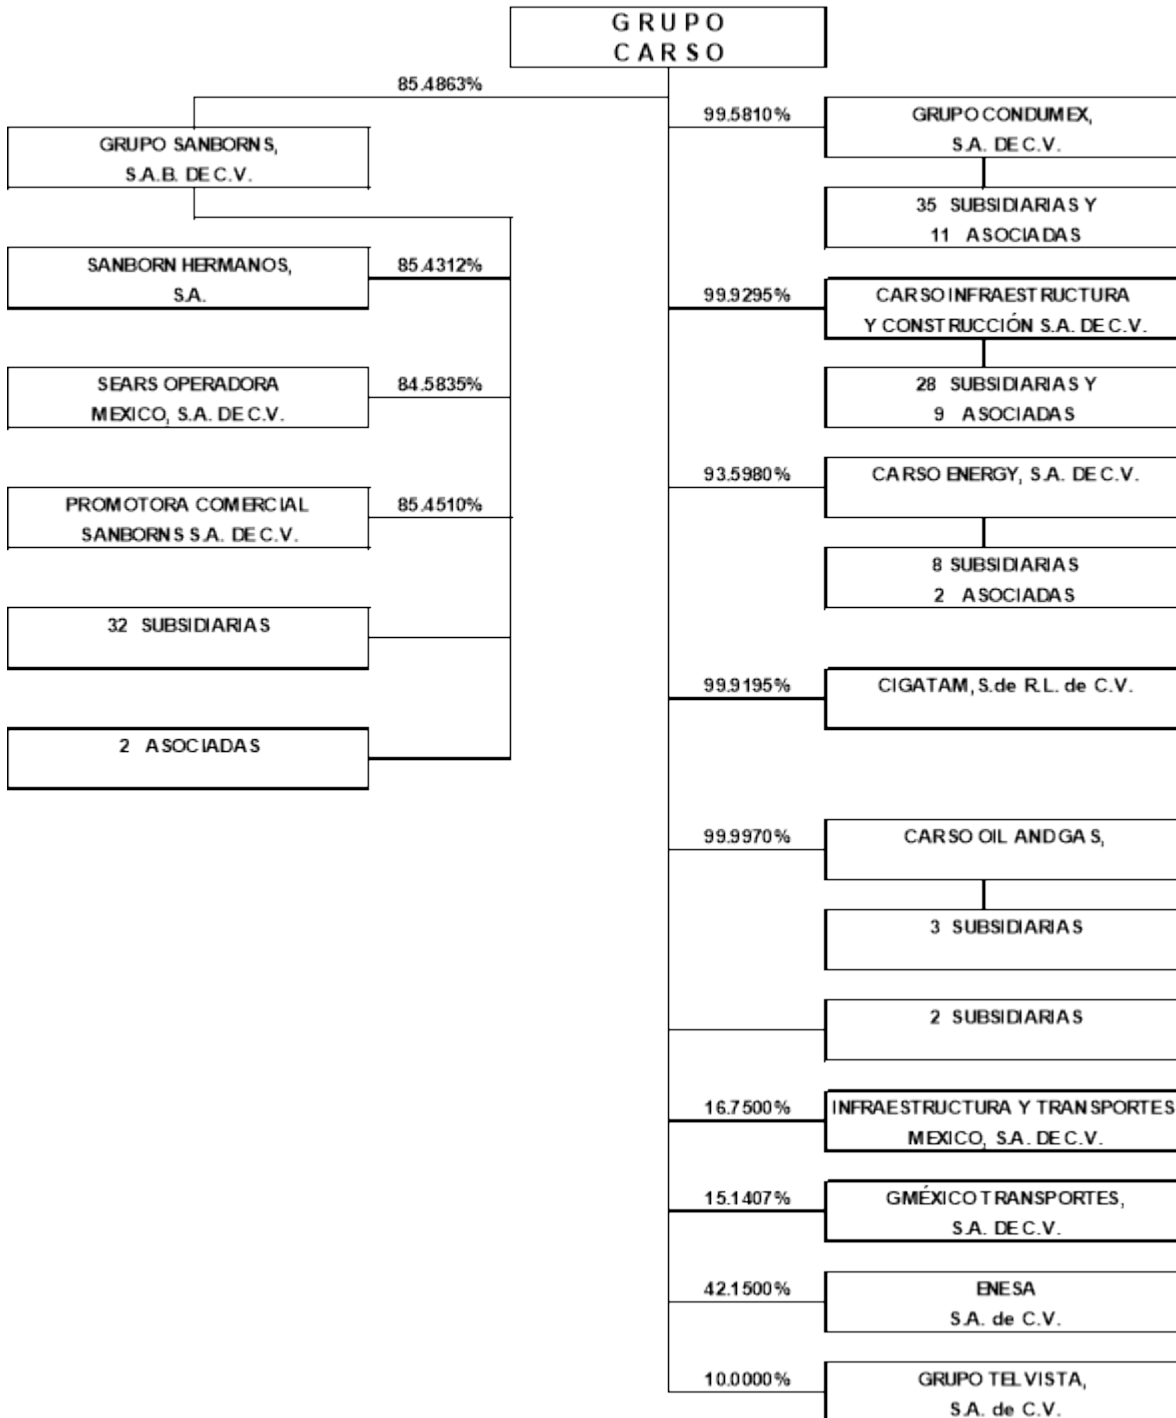 GRUPO
CARSO
85.4863%
GRUPO SANBORNS,
S.A.B. DE C.V.
SANBORN HERMANOS,
S.A.
85.4312%
SEARS OPERADORA
MEXICO, S.A. DE C.V.
84.5835%
PROMOTORA COMERCIAL
SANBORNS S.A. DE C.V.
85.4510%
32 SUBSIDIARIAS
2 ASOCIADAS
99.5810%
GRUPO CONDUMEX,
S.A. DE C.V.
35 SUBSIDIARIAS Y
11 ASOCIADAS
99.9295%
CARSO INFRAESTRUCTURA
Y CONSTRUCCIÓN S.A. DE C.V.
28 SUBSIDIARIAS Y
9 ASOCIADAS
93.5980%
CARSO ENERGY, S.A. DE C.V.
8 SUBSIDIARIAS
2 ASOCIADAS
99.9195%
CIGATAM, S.de R.L. de C.V.
99.9970%
CARSO OIL AND GAS,
3 SUBSIDIARIAS
2 SUBSIDIARIAS
16.7500%
INFRAESTRUCTURA Y TRANSPORTES
MEXICO, S.A. DE C.V.
15.1407%
GMÉXICO TRANSPORTES,
S.A. DE C.V.
42.1500%
ENESA
S.A. de C.V.
10.0000%
GRUPO TELVISTA,
S.A. de C.V.